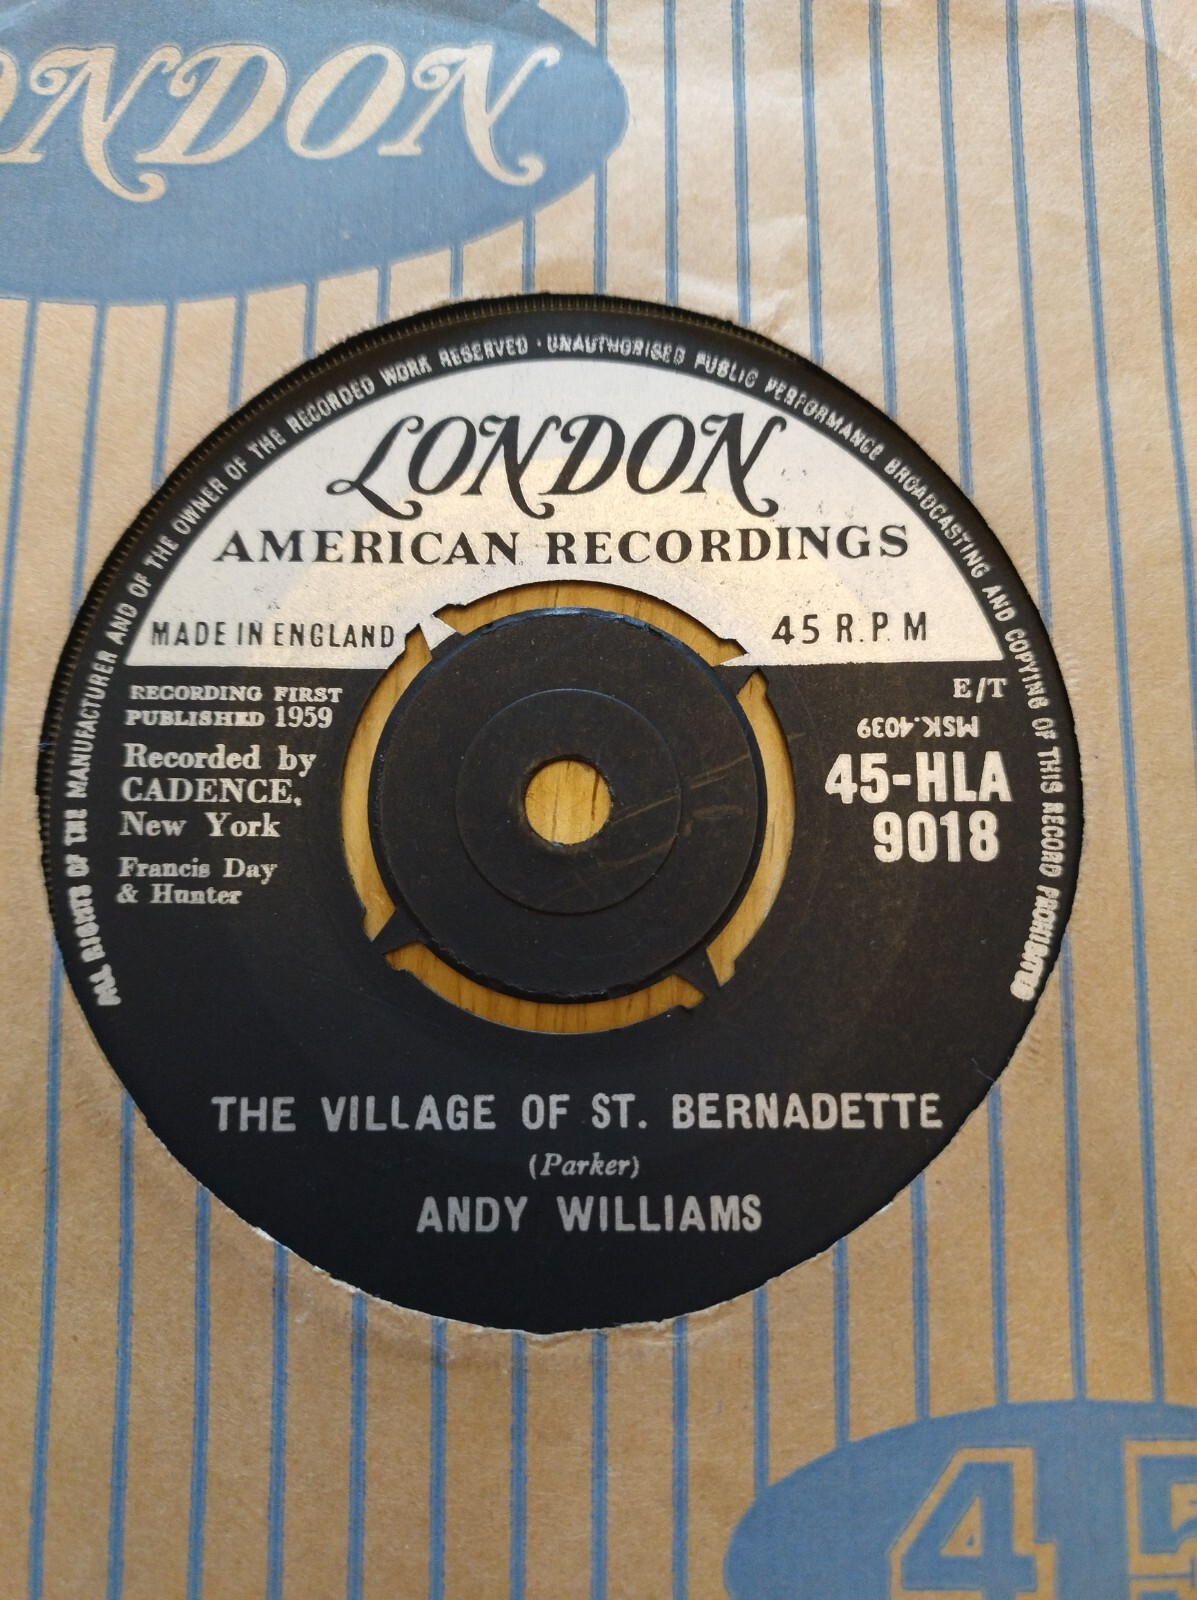 LONDON
ALL RIGHTS OF THE MANUFACTURER AND OF THE OWNER OF THE RECORDED WORK RESERVED · UNAUTHORISED PUBLIC PERFORMANCE BROADCASTING AND COPYING OF THIS RECORD PROHIBITED
LONDON
AMERICAN RECORDINGS
MADE IN ENGLAND
45 R.P.M
RECORDING FIRST
PUBLISHED 1959
Recorded by
CADENCE,
New York
Francis Day
& Hunter
E/T
MSK.4039
45-HLA
9018
THE VILLAGE OF ST. BERNADETTE
(Parker)
ANDY WILLIAMS
45